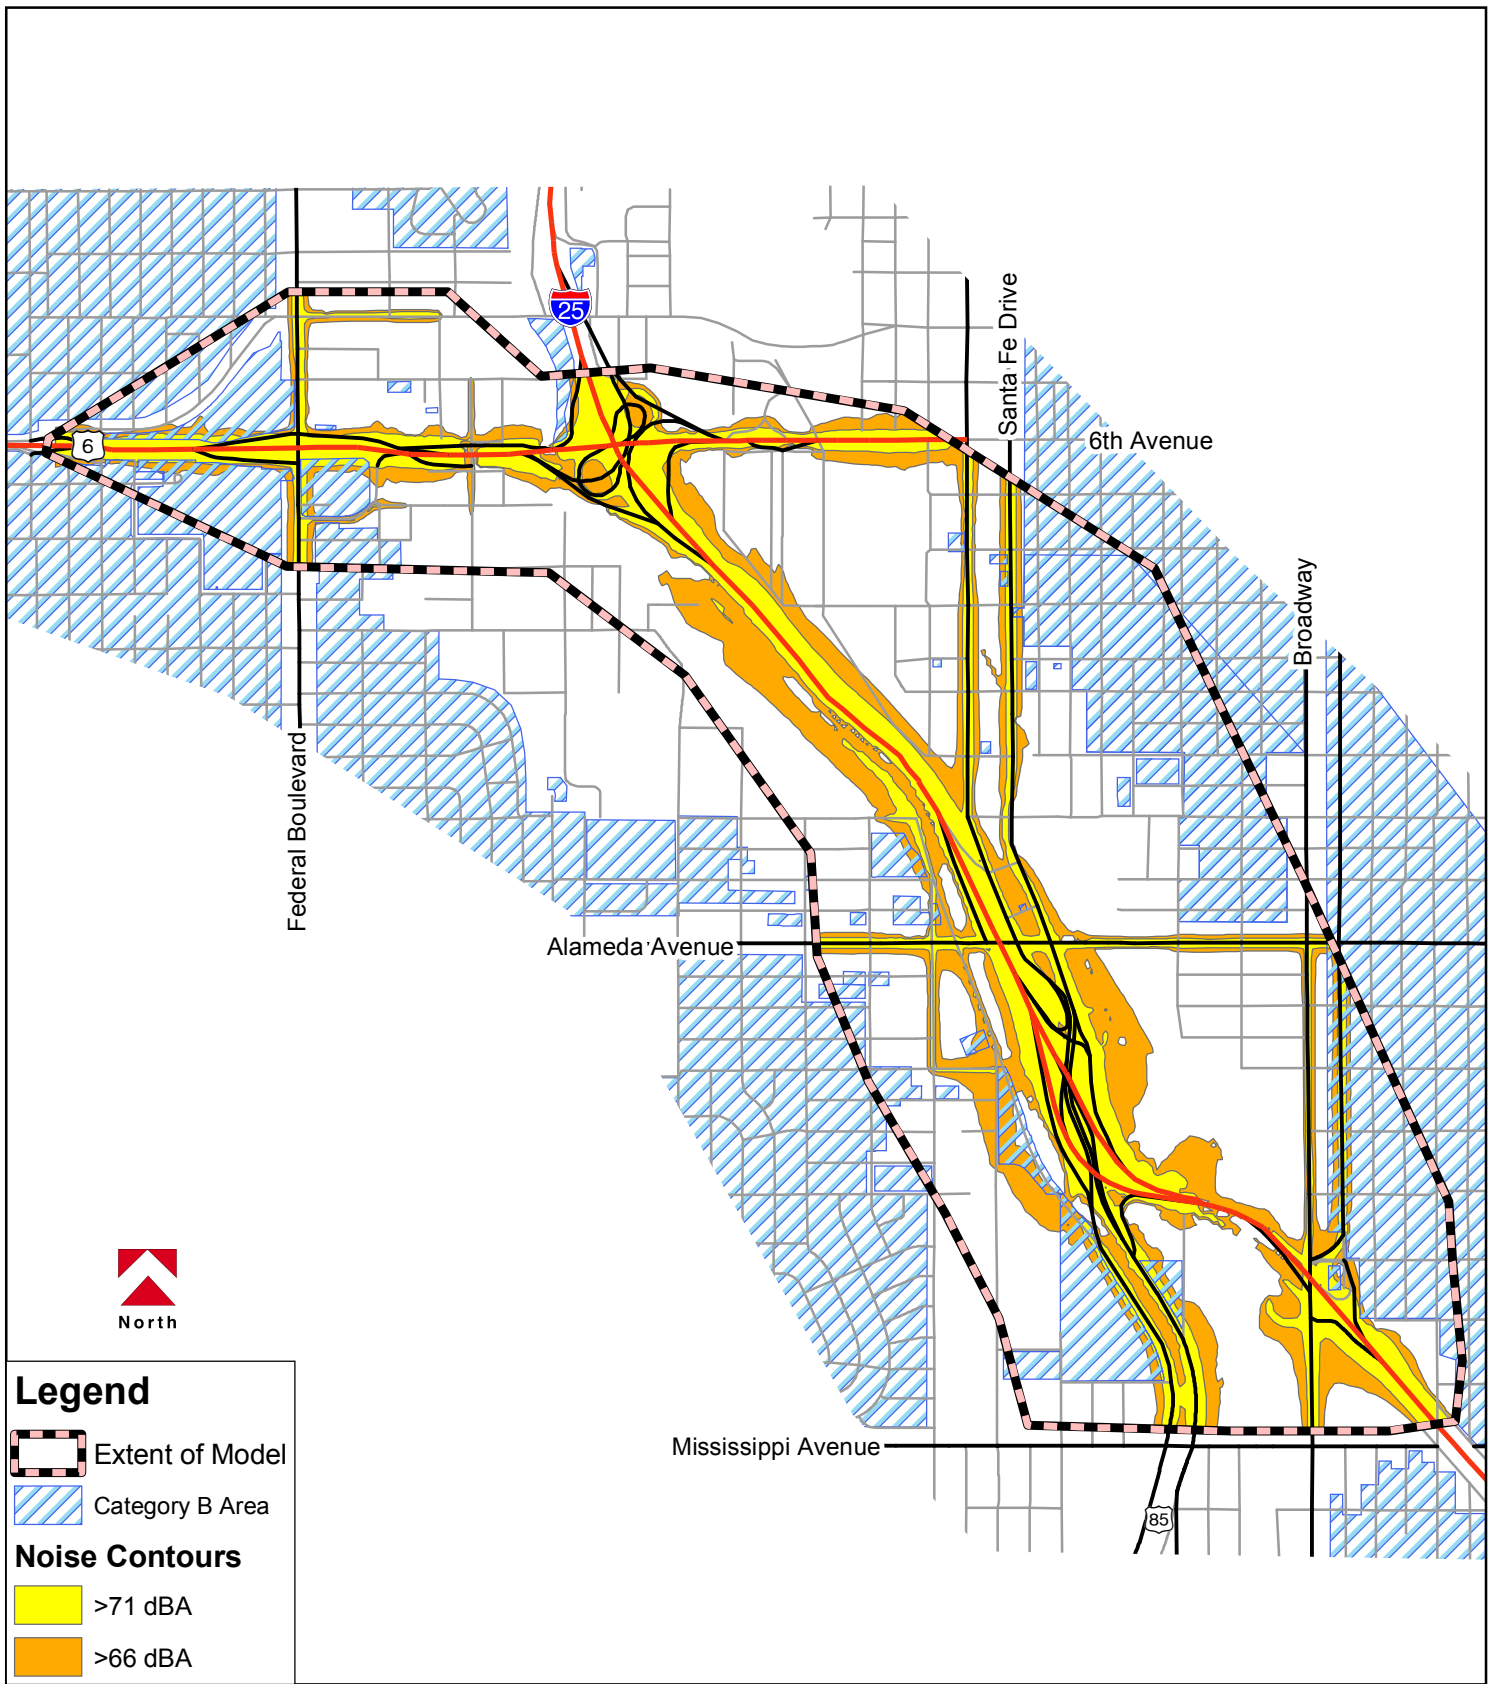 25
Santa Fe Drive
6
6th Avenue
Broadway
Federal Boulevard
Alameda Avenue
North
Mississippi Avenue
85
Legend
Extent of Model
Category B Area
Noise Contours
>71 dBA
>66 dBA